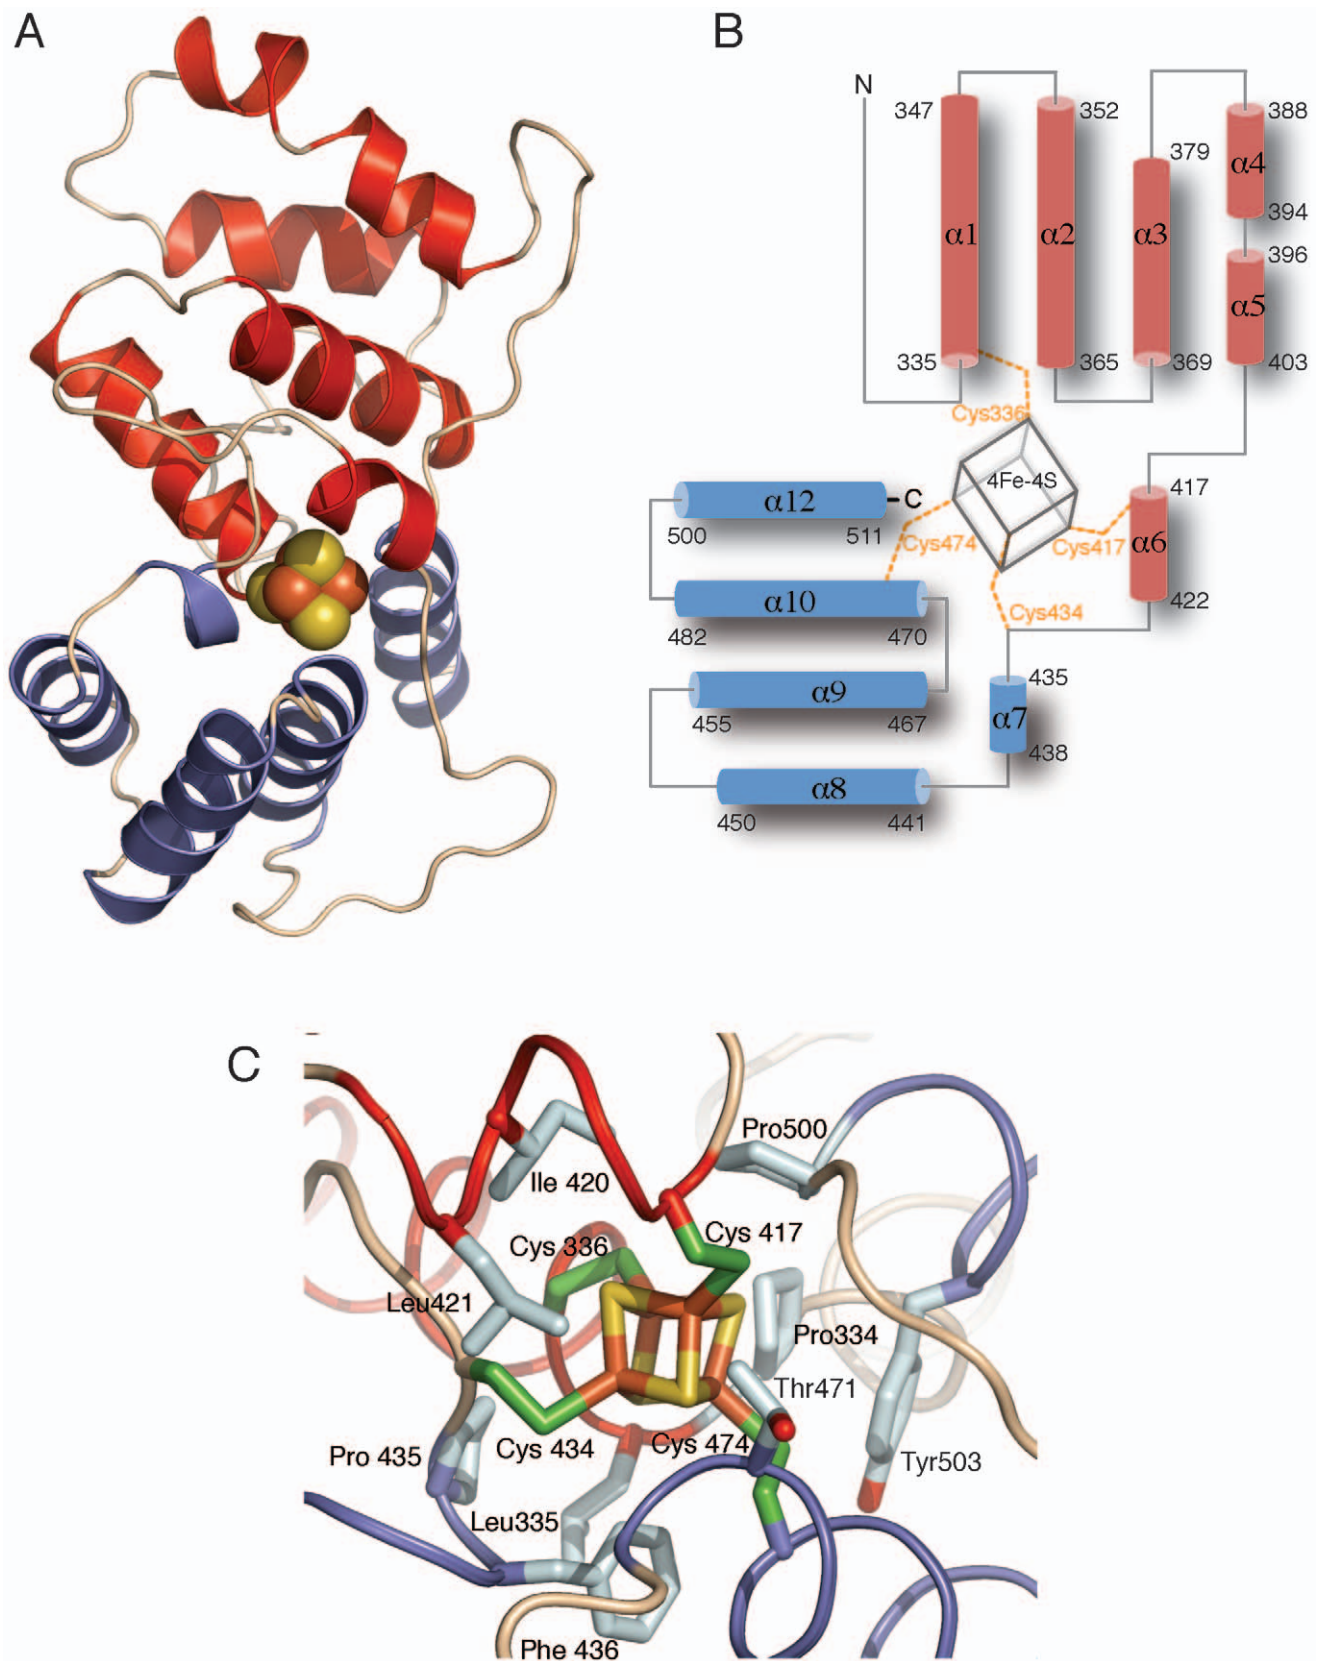 A
B
N
347
352
388
379
α4
394
α1
α2
α3
396
α5
335
365
369
403
Cys336
4Fe-4S
417
α12
C
500
511
Cys474
Cys417
α6
α10
422
Cys434
482
470
435
α9
α7
455
467
438
α8
450
441
C
Pro500
Ile 420
Cys 417
Cys 336
Leu421
Pro334
Thr471
Cys 434
Cys 474
Pro 435
Tyr503
Leu335
Phe 436